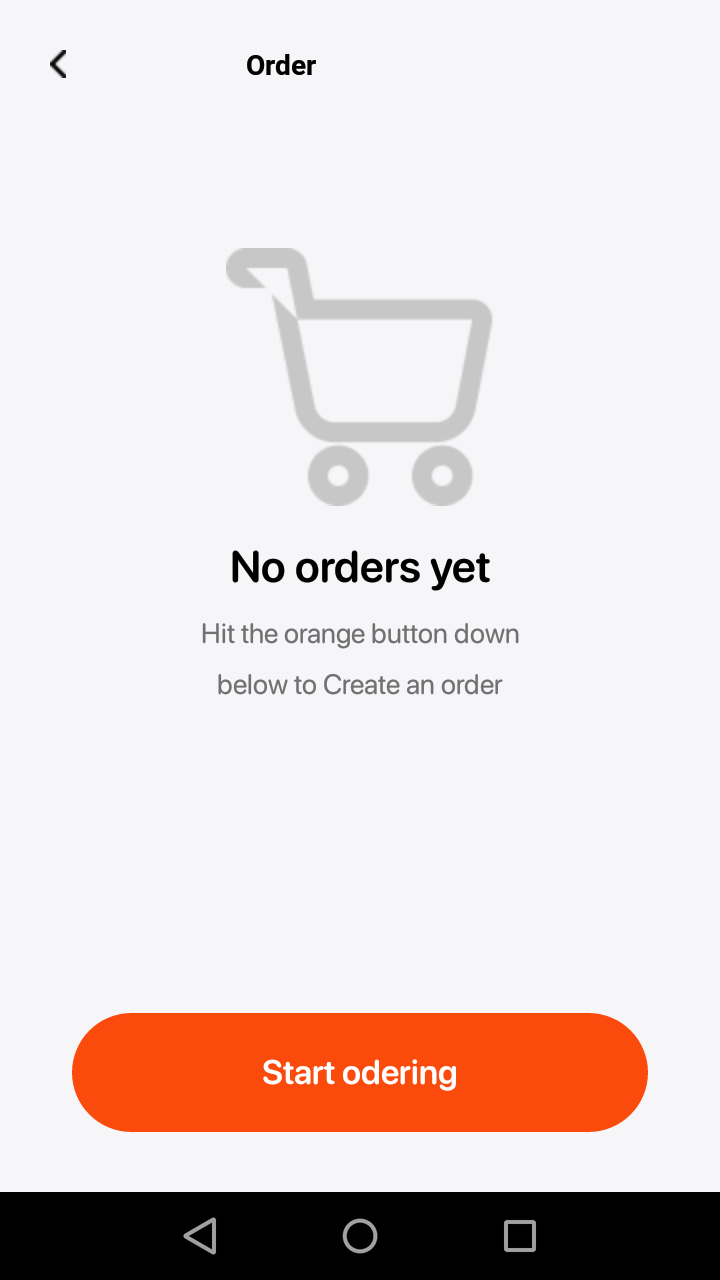 Order
No orders yet
Hit the orange button down
below to Create an order
Start odering